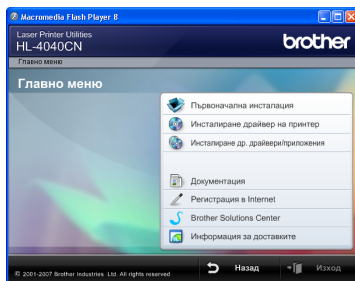 Macromedia Flash Player 8
Laser Printer Utilities
HL-4040CN
brother
Главно меню
Главно меню
Първоначална инсталация
Инсталиране драйвер на принтер
Инсталиране др. драйвери/приложения
Документация
Регистрация в Internet
Brother Solutions Center
Информация за доставките
© 2001-2007 Brother Industries Ltd. All rights reserved
Назад
Изход